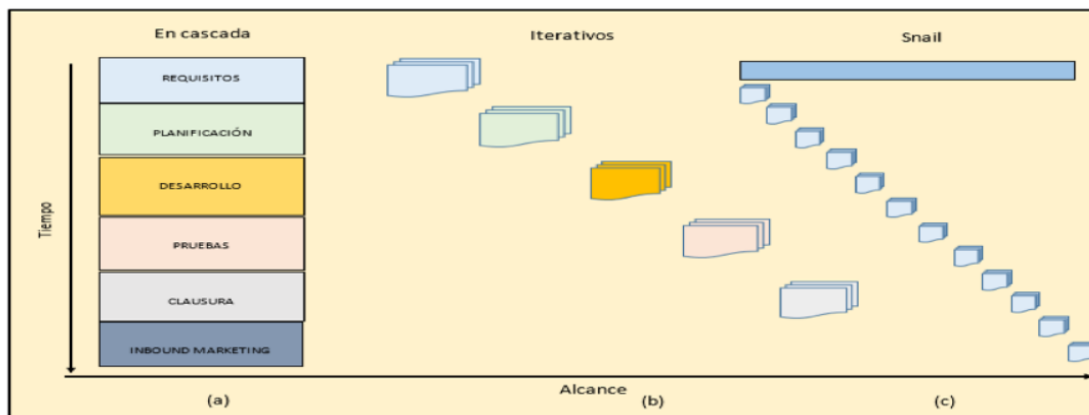 En cascada
Iterativos
Snail
REQUISITOS
PLANIFICACIÓN
DESARROLLO
PRUEBAS
CLAUSURA
INBOUND MARKETING
Tiempo
Alcance
(a)
(b)
(c)